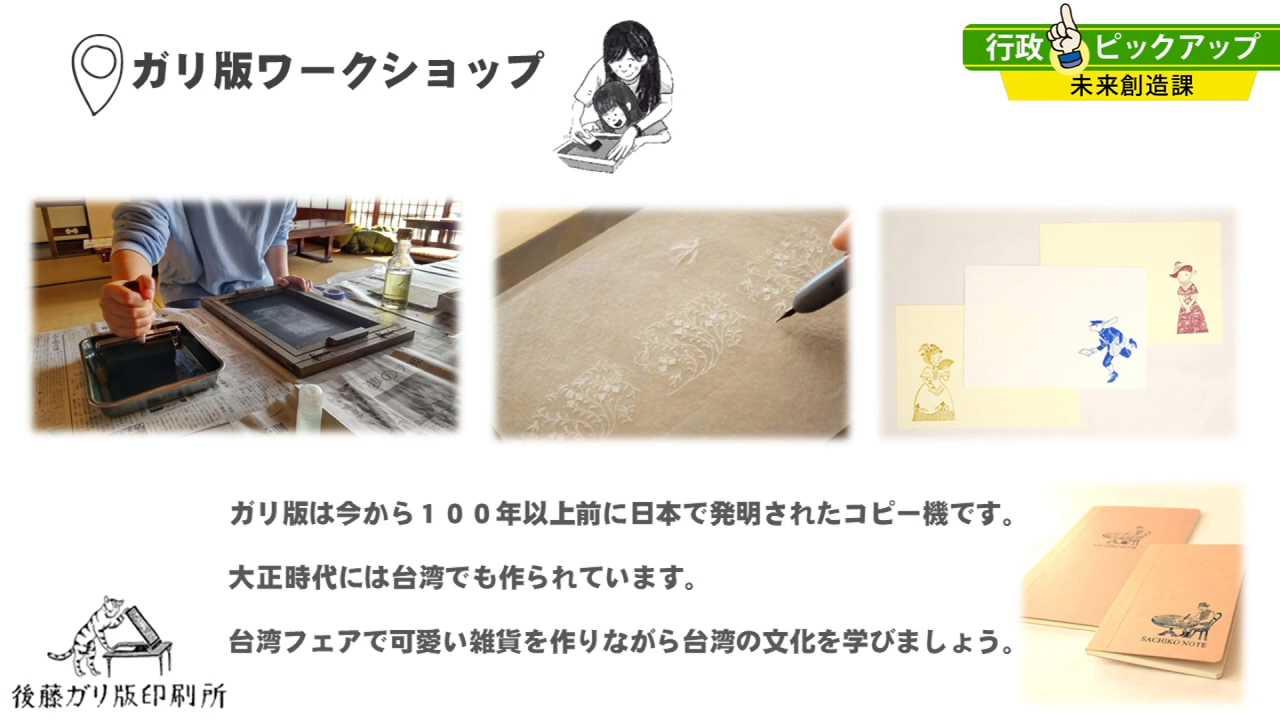 ガリ版ワークショップ
行政ピックアップ
未来創造課
ガリ版は今から１００年以上前に日本で発明されたコピー機です。
大正時代には台湾でも作られています。
台湾フェアで可愛い雑貨を作りながら台湾の文化を学びましょう。
SACHIKO NOTE
SACHIKO NOTE
後藤ガリ版印刷所